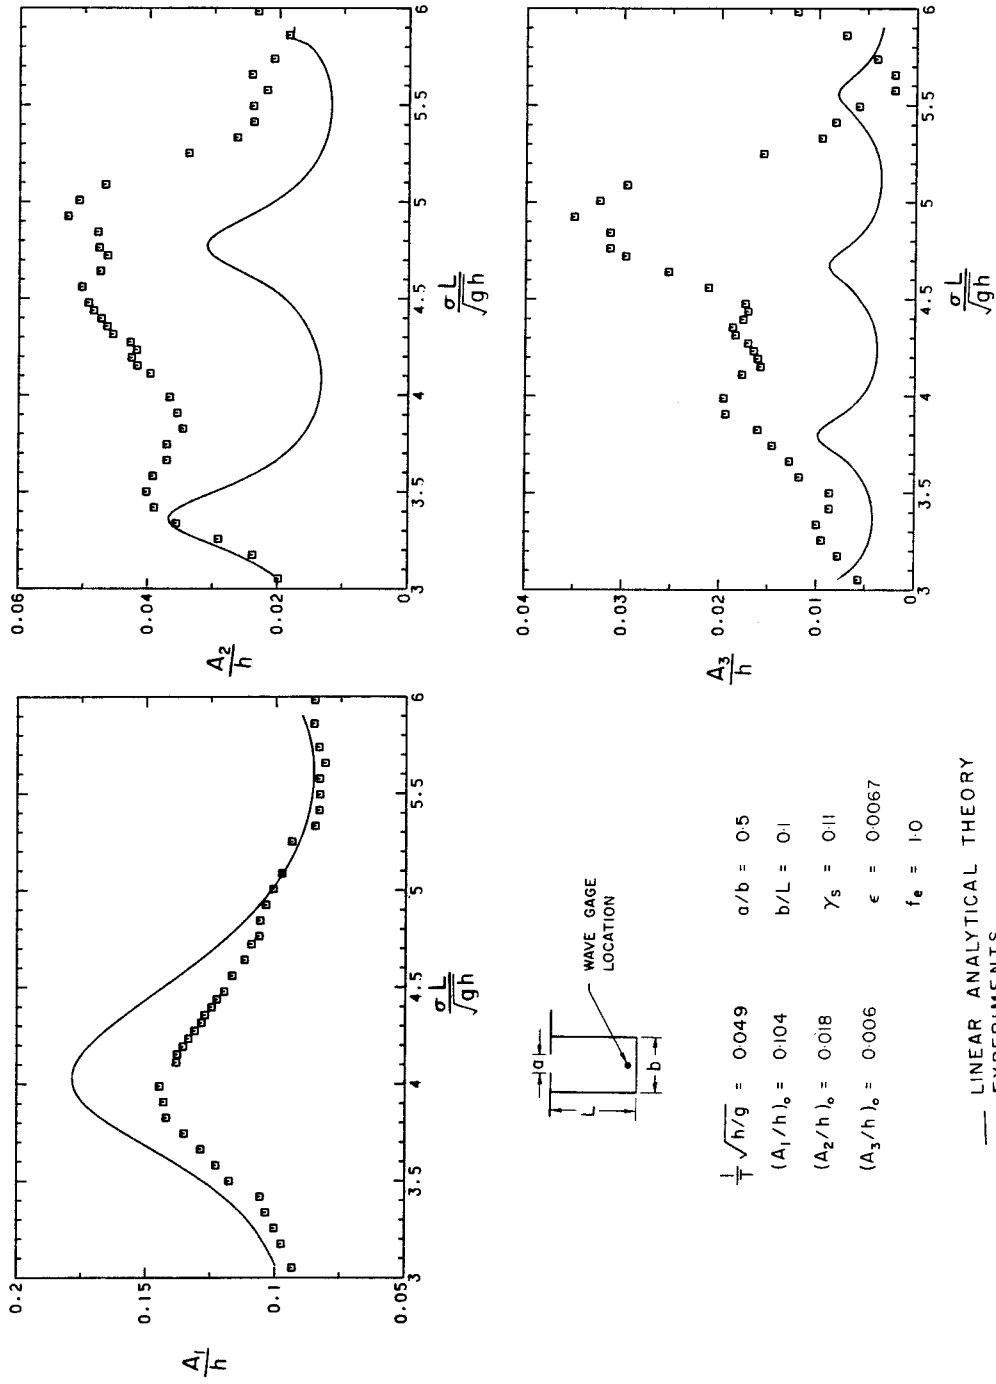 0.2
0.15
0.1
0.05
A₁/h
3
3.5
4
4.5
5
5.5
6
σL/√gh
0.06
0.04
0.02
0
A₂/h
3
3.5
4
4.5
5
5.5
6
σL/√gh
0.04
0.03
0.02
0.01
0
A₃/h
3
3.5
4
4.5
5
5.5
6
σL/√gh
a
L
b
WAVE GAGE
LOCATION
1/T √h/g = 0.049
(A₁/h)ₒ = 0.104
(A₂/h)ₒ = 0.018
(A₃/h)ₒ = 0.006
a/b = 0.5
b/L = 0.1
γₛ = 0.11
ϵ = 0.0067
fₑ = 1.0
LINEAR ANALYTICAL THEORY
EXPERIMENTS